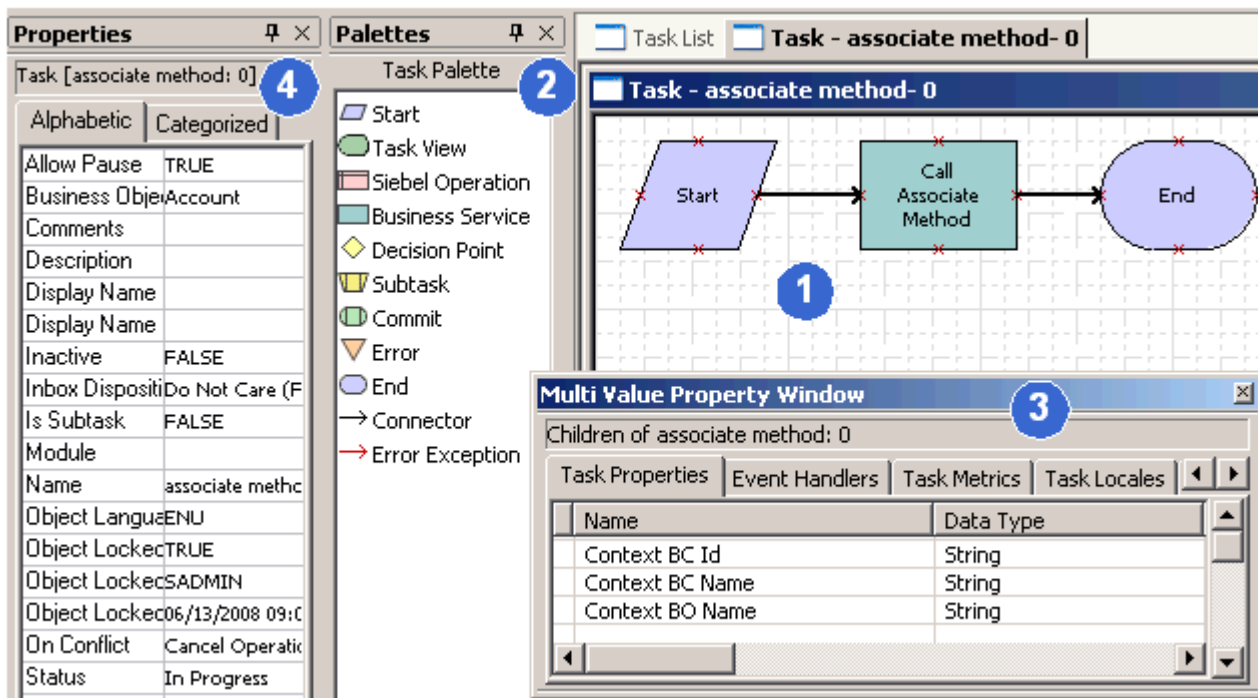 Properties
Task [associate method: 0]
4
Alphabetic Categorized
Allow Pause TRUE
Business Obje Account
Comments
Description
Display Name
Display Name
Inactive FALSE
Inbox Dispositi Do Not Care (F
Is Subtask FALSE
Module
Name associate methc
Object Langua ENU
Object Lockec TRUE
Object Lockec SADMIN
Object Lockec 06/13/2008 09:0
On Conflict Cancel Operatio
Status In Progress
Palettes
Task Palette
2
Start
Task View
Siebel Operation
Business Service
Decision Point
Subtask
Commit
Error
End
Connector
Error Exception
Task List Task - associate method- 0
Task - associate method- 0
Start
Call
Associate
Method
End
1
Multi Value Property Window
3
Children of associate method: 0
Task Properties Event Handlers Task Metrics Task Locales
Name Data Type
Context BC Id String
Context BC Name String
Context BO Name String